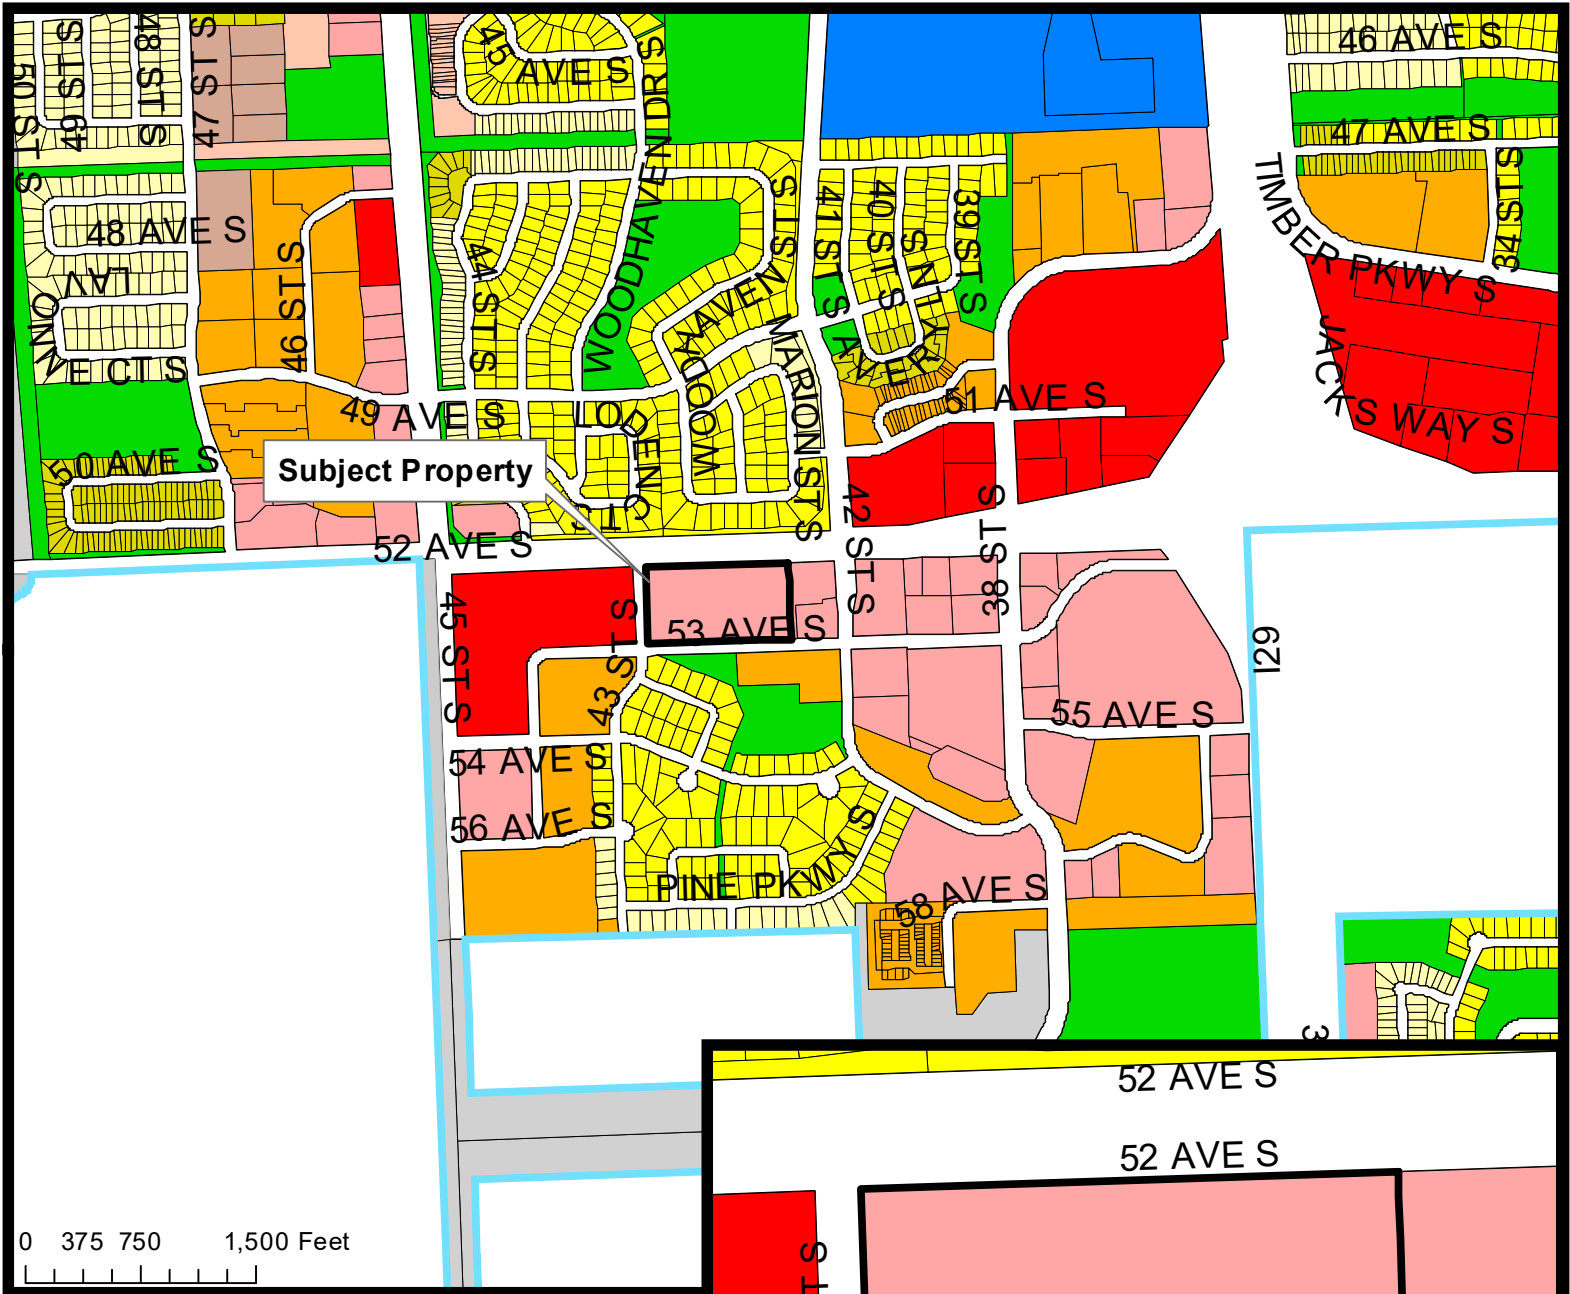 46 AVE S
45 AVE S
50 ST S
49 ST S
48 ST S
47 ST S
WOODHAVEN DR S
47 AVE S
34 ST S
TIMBER PKWY S
48 AVE S
46 ST S
44 ST S
41 ST S
40 ST S
39 ST S
JACKS WAY S
49 AVE S
51 AVE S
MARION ST S
LODEN CT S
50 AVE S
Subject Property
52 AVE S
42 ST S
38 ST S
45 ST S
43 ST S
53 AVE S
I29
55 AVE S
54 AVE S
56 AVE S
PINE PKWY S
58 AVE S
3
52 AVE S
52 AVE S
T S
0 375 750 1,500 Feet